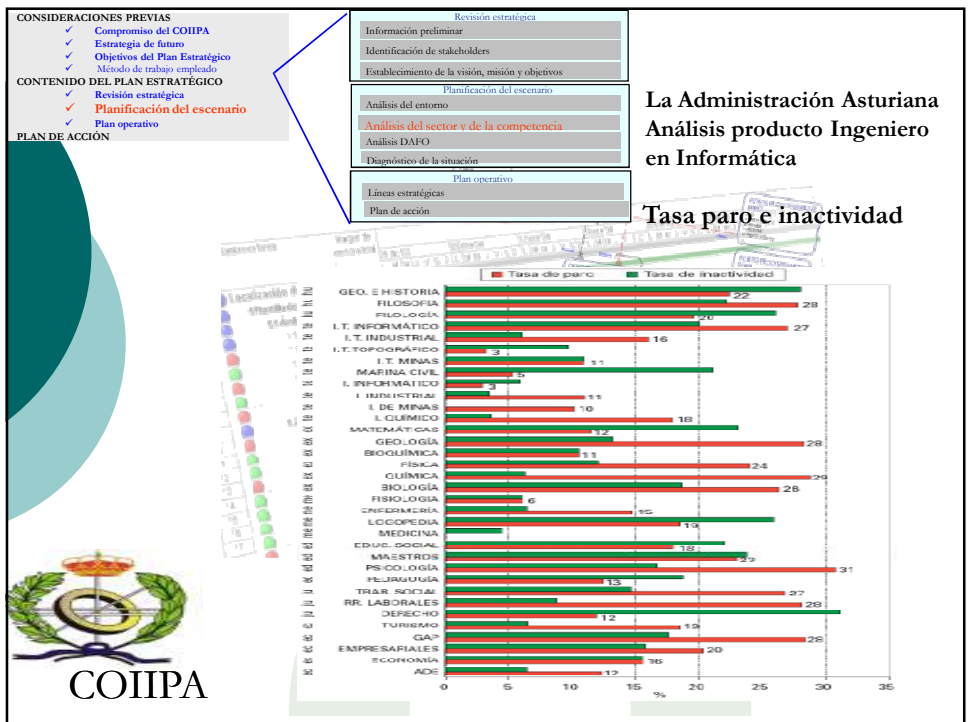 CONSIDERACIONES PREVIAS
✓ Compromiso del COIIPA
✓ Estrategia de futuro
✓ Objetivos del Plan Estratégico
✓ Método de trabajo empleado
CONTENIDO DEL PLAN ESTRATÉGICO
✓ Revisión estratégica
✓ Planificación del escenario
✓ Plan operativo
PLAN DE ACCIÓN
Revisión estratégica
Información preliminar
Identificación de stakeholders
Establecimiento de la visión, misión y objetivos
Planificación del escenario
Análisis del entorno
Análisis del sector y de la competencia
Análisis DAFO
Diagnóstico de la situación
Plan operativo
Líneas estratégicas
Plan de acción
La Administración Asturiana
Análisis producto Ingeniero
en Informática
Tasa paro e inactividad
Tasa de paro Tasa de inactividad
GEO. E HISTORIA 22
FILOSOFÍA 28
FILOLOGÍA 20
I.T. INFORMÁTICO 27
I.T. INDUSTRIAL 16
I.T. TOPOGRÁFICO 3
I.T. MINAS 11
MARINA CIVIL 5
I. INFORMÁTICO 3
I. INDUSTRIAL 11
I. DE MINAS 10
I. QUÍMICO 18
MATEMÁTICAS 12
GEOLOGÍA 28
BIOQUÍMICA 11
FÍSICA 24
QUÍMICA 29
BIOLOGÍA 26
FISIOLOGIA 6
ENFERMERÍA 15
LOGOPEDIA 19
MEDICINA
EDUC. SOCIAL 18
MAESTROS 23
PSICOLOGÍA 31
PEDAGOGÍA 13
TRAB. SOCIAL 27
RR. LABORALES 28
DERECHO 12
TURISMO 19
GAP 28
EMPRESARIALES 20
ECONOMÍA 16
ADE 12
0 5 10 15 20 25 30 35
%
COIIPA